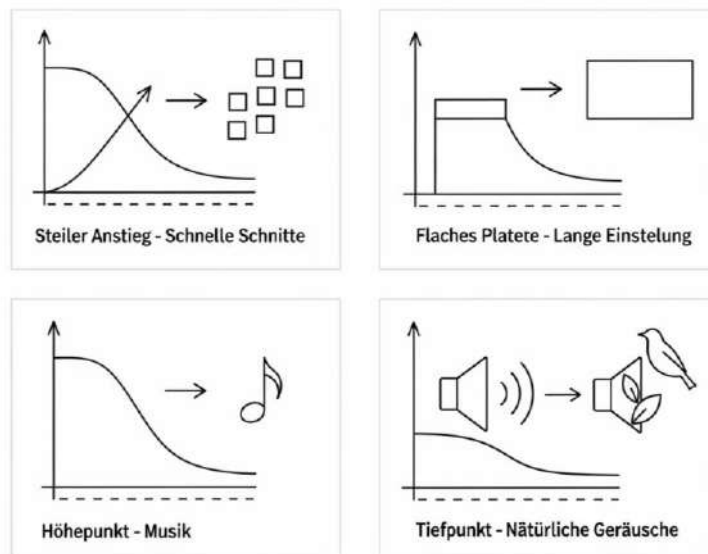 Steiler Anstieg - Schnelle Schnitte
Flaches Platete - Lange Einstelung
Höhepunkt - Musik
Tiefpunkt - Nätürliche Geräusche